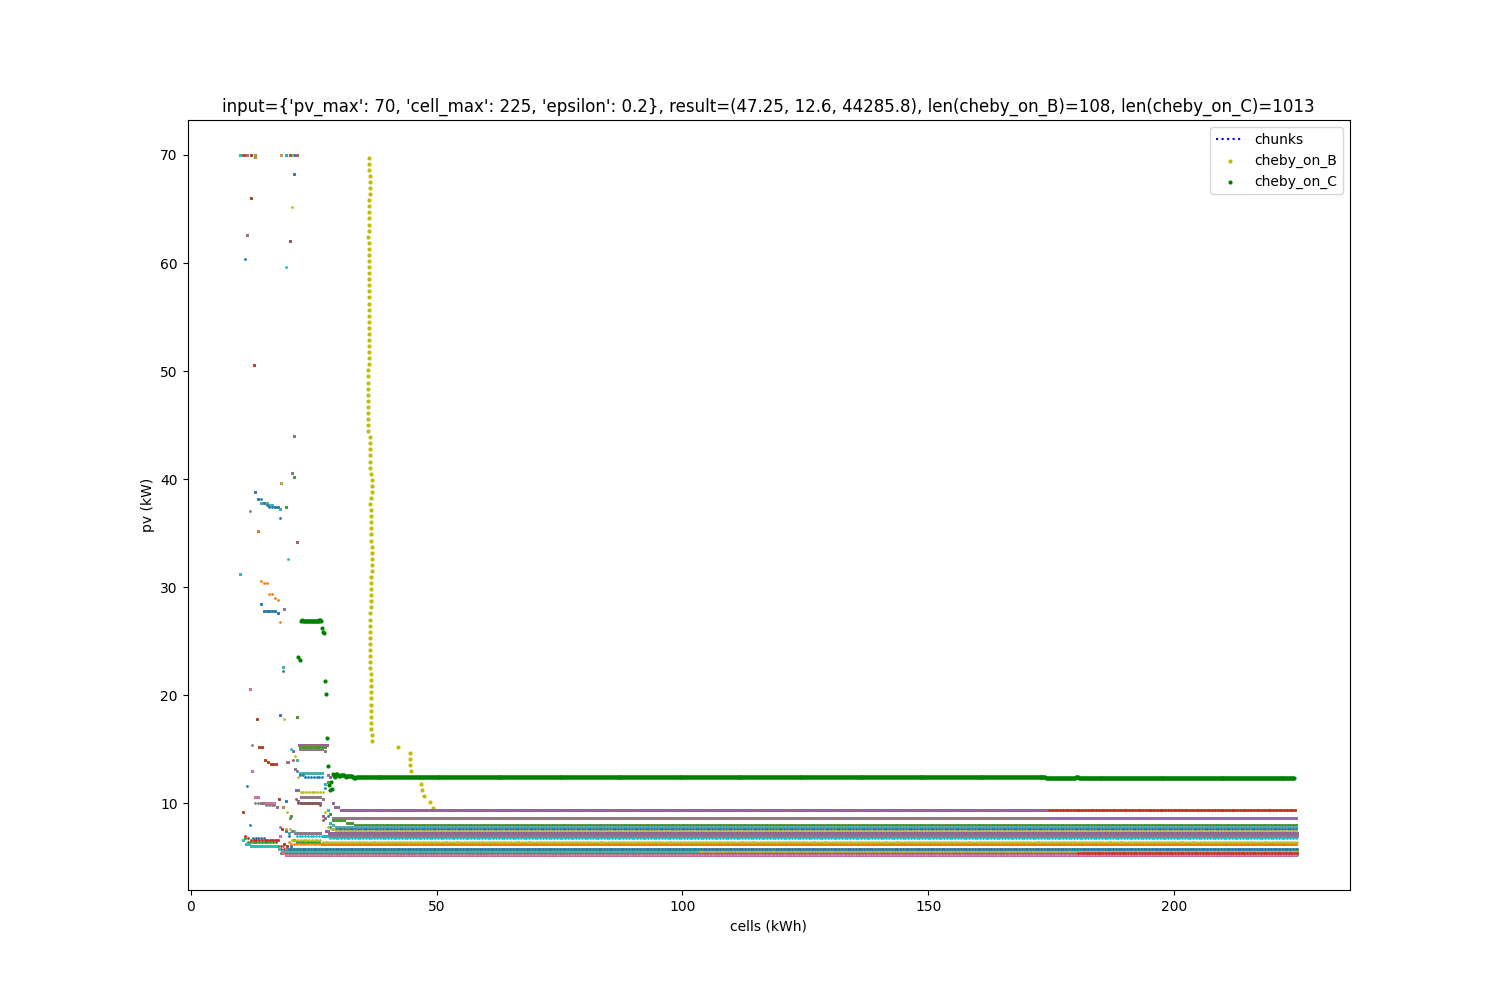 input={'pv_max': 70, 'cell_max': 225, 'epsilon': 0.2}, result=(47.25, 12.6, 44285.8), len(cheby_on_B)=108, len(cheby_on_C)=1013
chunks
cheby_on_B
cheby_on_C
70
60
50
40
30
20
10
pv (kW)
0
50
100
150
200
cells (kWh)